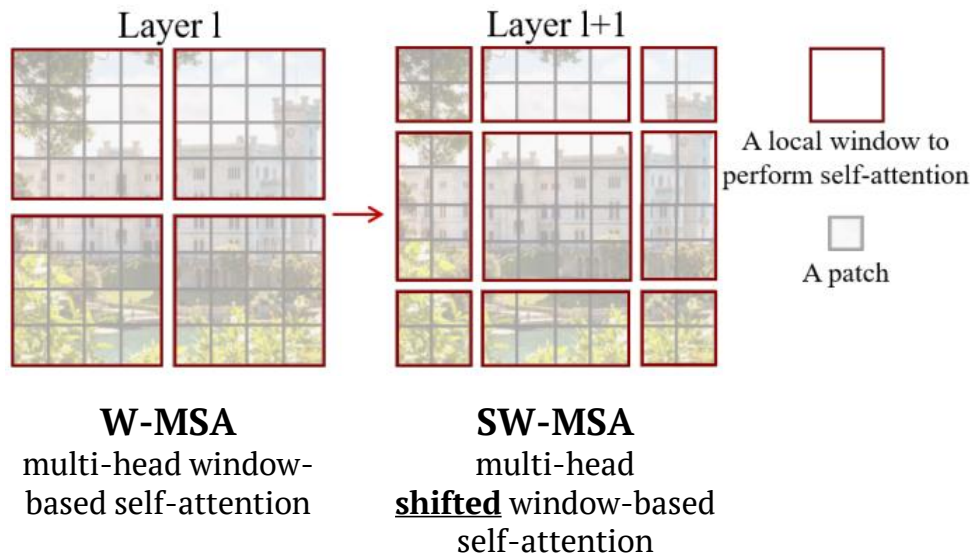 Layer l
Layer l+1
A local window to
perform self-attention
A patch
W-MSA
multi-head window-
based self-attention
SW-MSA
multi-head
shifted window-based
self-attention